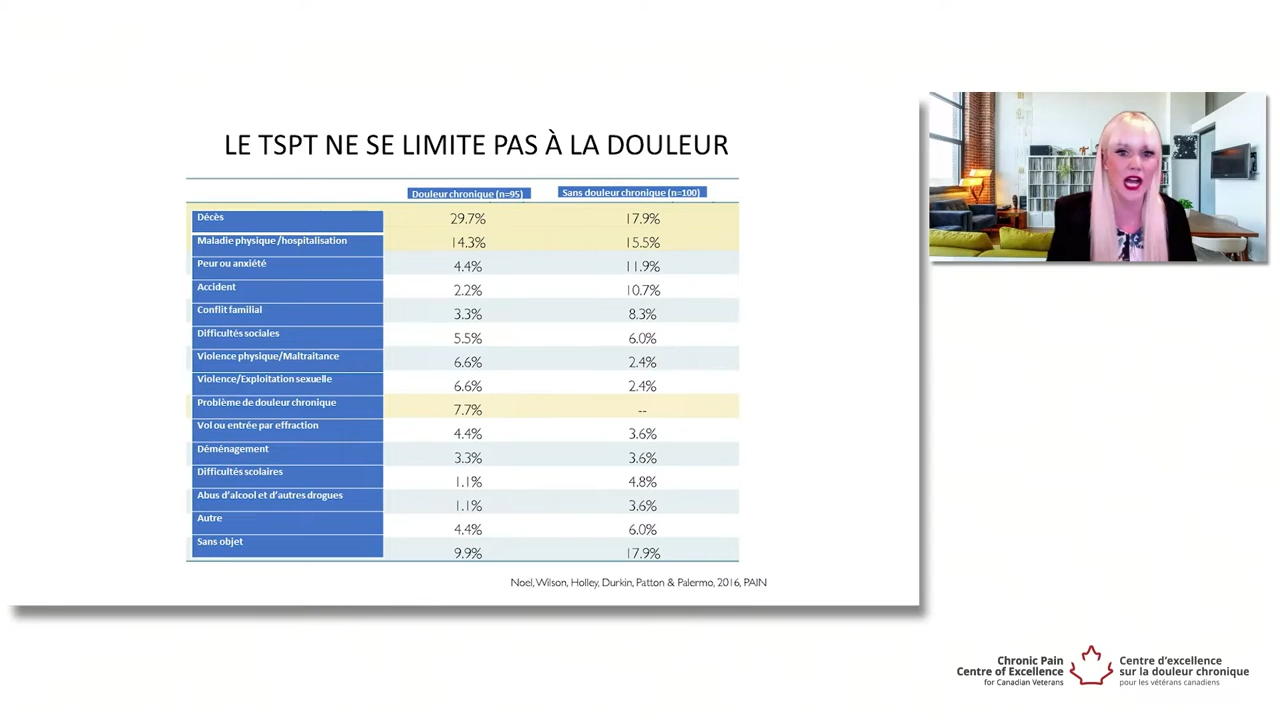 LE TSPT NE SE LIMITE PAS À LA DOULEUR
Douleur chronique (n=95) Sans douleur chronique (n=100)
Décès 29.7% 17.9%
Maladie physique /hospitalisation 14.3% 15.5%
Peur ou anxiété 4.4% 11.9%
Accident 2.2% 10.7%
Conflit familial 3.3% 8.3%
Difficultés sociales 5.5% 6.0%
Violence physique/Maltraitance 6.6% 2.4%
Violence/Exploitation sexuelle 6.6% 2.4%
Problème de douleur chronique 7.7% --
Vol ou entrée par effraction 4.4% 3.6%
Déménagement 3.3% 3.6%
Difficultés scolaires 1.1% 4.8%
Abus d'alcool et d'autres drogues 1.1% 3.6%
Autre 4.4% 6.0%
Sans objet 9.9% 17.9%
Noel, Wilson, Holley, Durkin, Patton & Palermo, 2016, PAIN
Chronic Pain
Centre of Excellence
for Canadian Veterans
Centre d'excellence
sur la douleur chronique
pour les vétérans canadiens